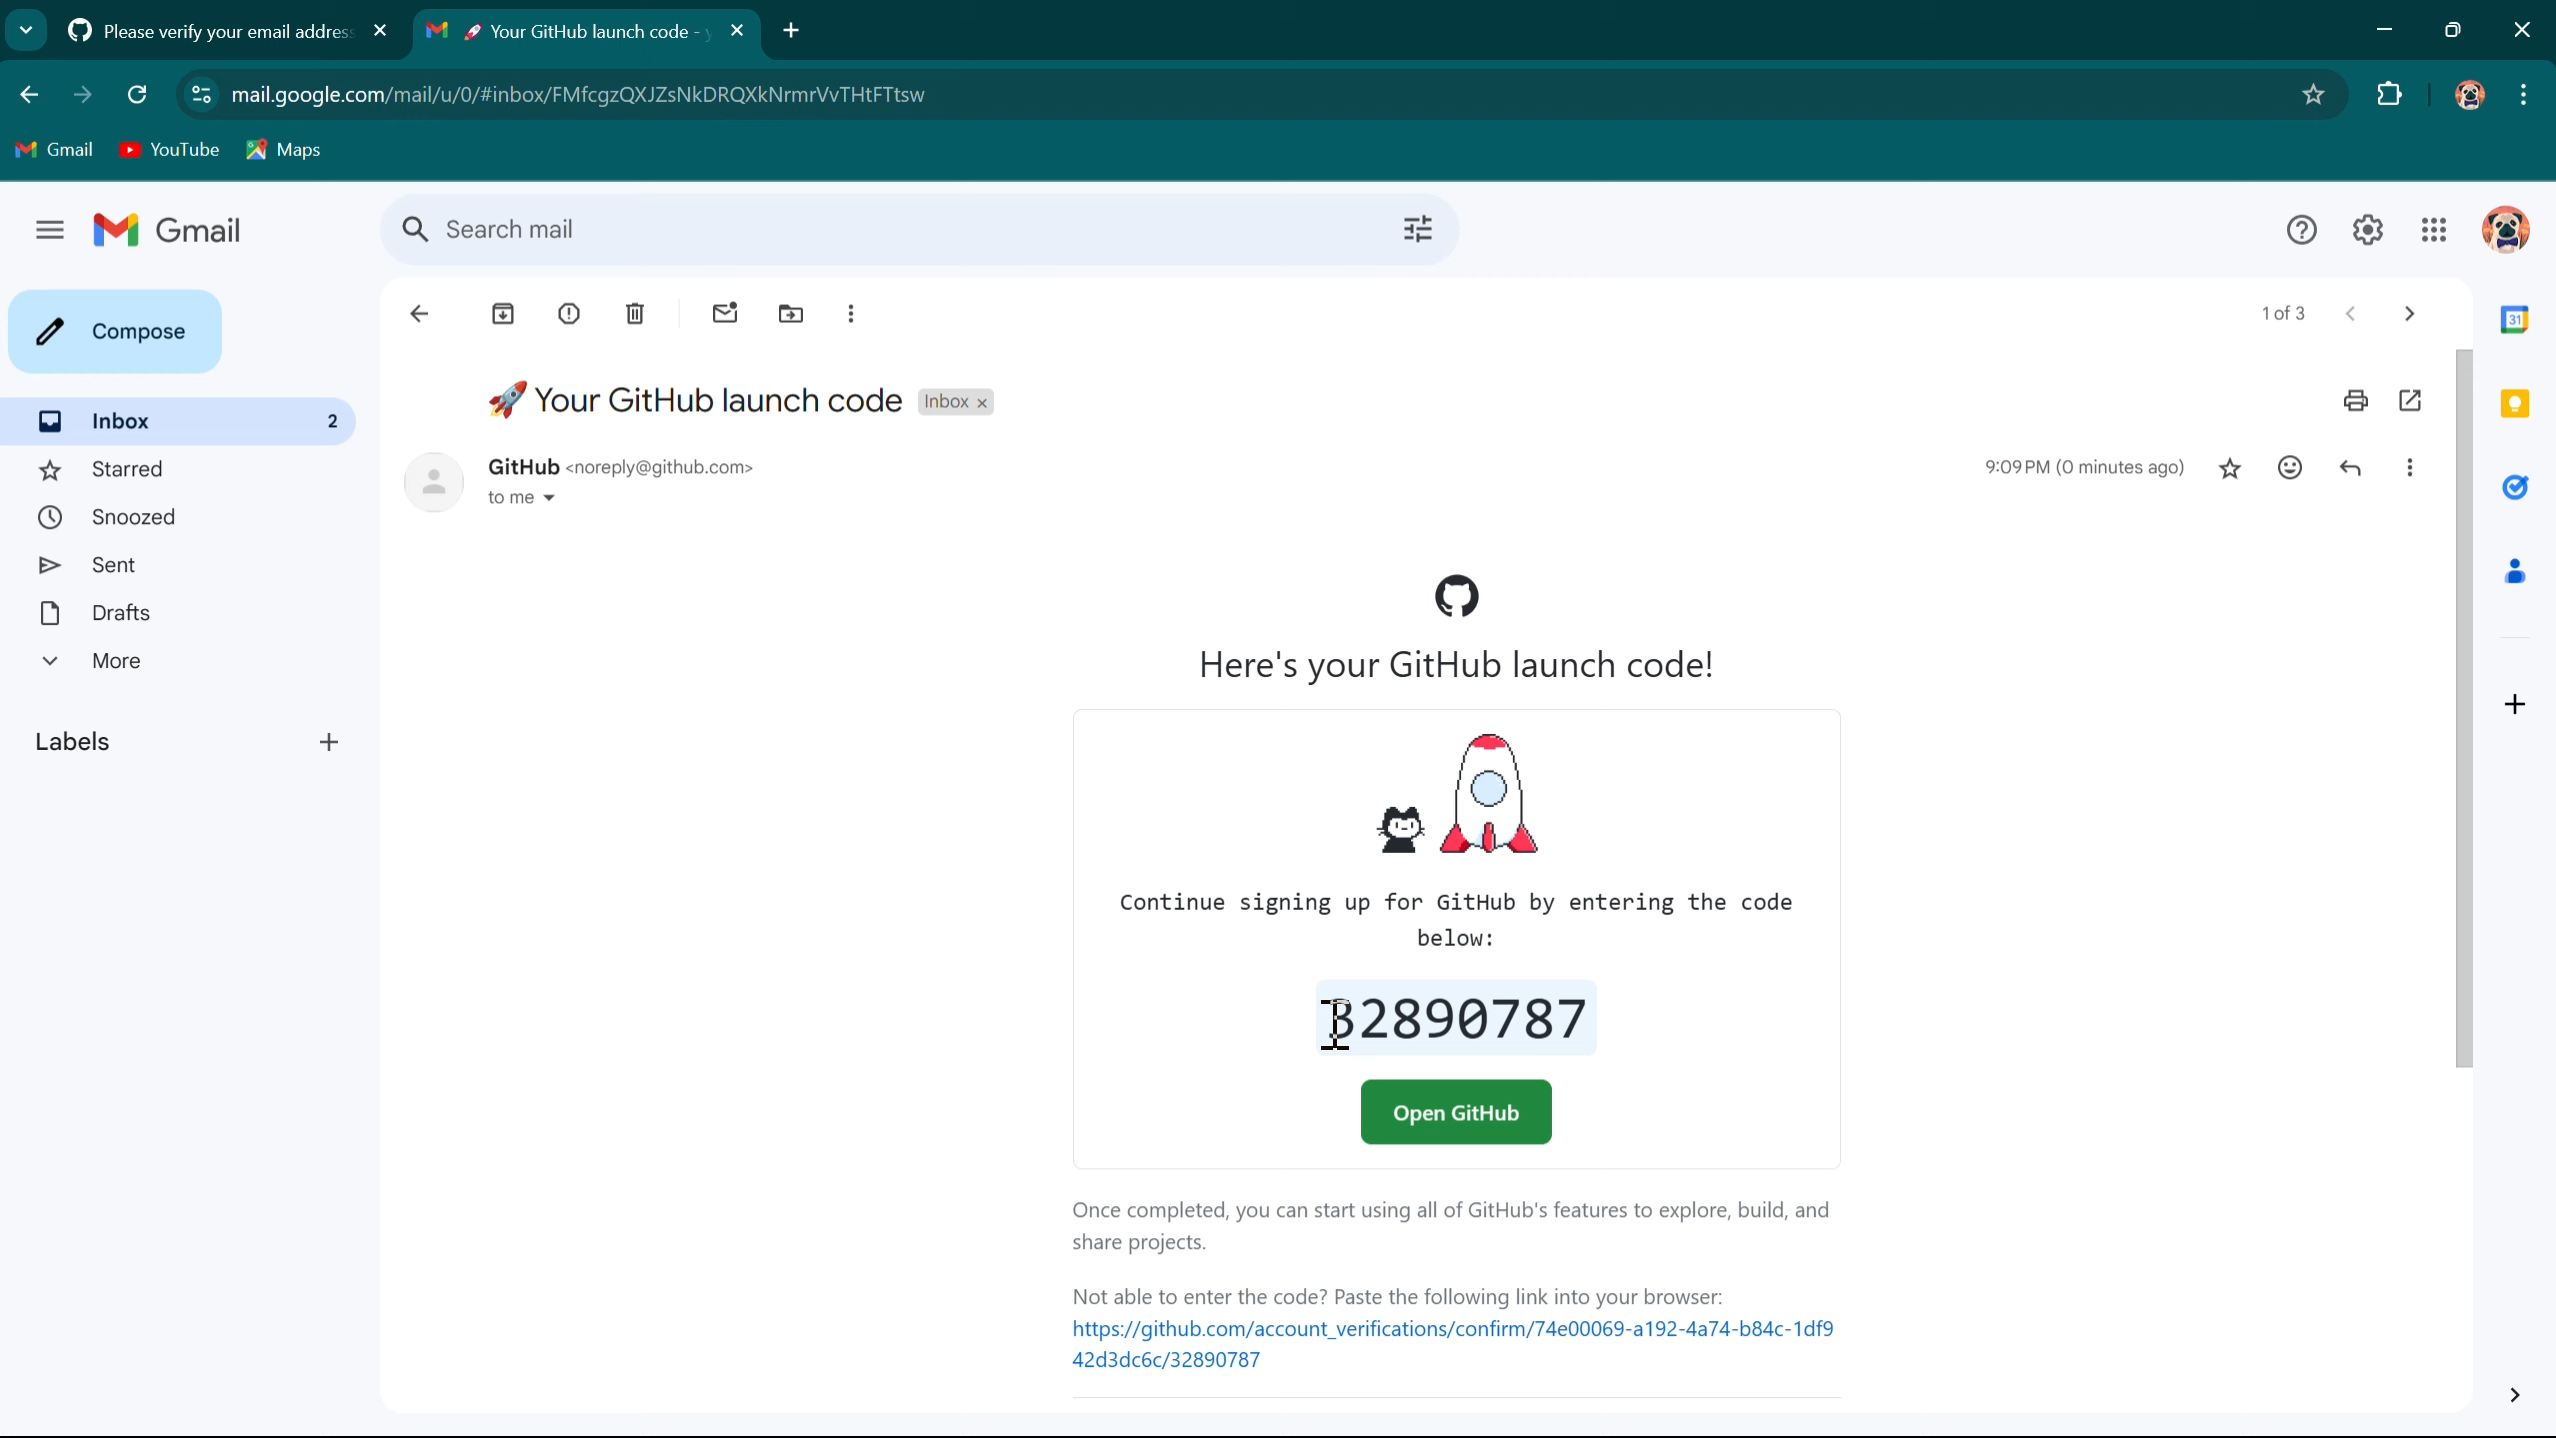 Please verify your email address
Your GitHub launch code -
mail.google.com/mail/u/0/#inbox/FMfcgzQXJZsNkDRQXkNrmrVvTHtFTtsw
Gmail YouTube Maps
Gmail
Search mail
Compose
1 of 3
🚀 Your GitHub launch code Inbox ×
Inbox 2
GitHub <noreply@github.com>
9:09 PM (0 minutes ago)
to me
Starred
Snoozed
Sent
Drafts
More
Labels
Here's your GitHub launch code!
Continue signing up for GitHub by entering the code
below:
32890787
Open GitHub
Once completed, you can start using all of GitHub's features to explore, build, and
share projects.
Not able to enter the code? Paste the following link into your browser:
https://github.com/account_verifications/confirm/74e00069-a192-4a74-b84c-1df9
42d3dc6c/32890787
31